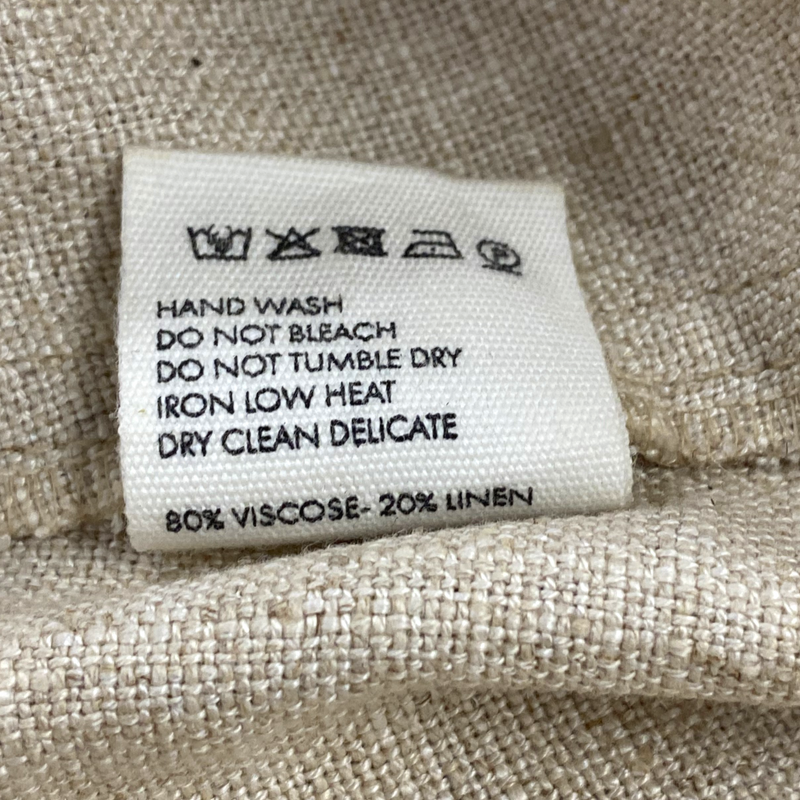 HAND WASH
DO NOT BLEACH
DO NOT TUMBLE DRY
IRON LOW HEAT
DRY CLEAN DELICATE
80% VISCOSE- 20% LINEN